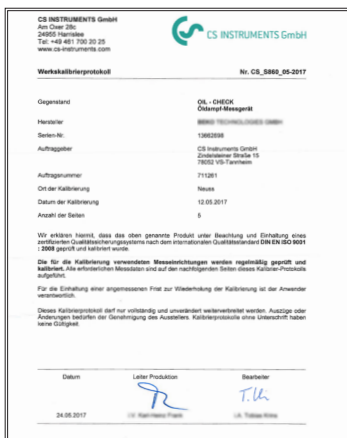 CS INSTRUMENTS GmbH
Am Oxer 28c
24955 Harrislee
Tel: +49 461 700 20 25
www.cs-instruments.com
CS INSTRUMENTS GmbH
Werkskalibrierprotokoll Nr. CS_S860_05-2017
Gegenstand OIL - CHECK
Öldampf-Messgerät
Hersteller
Serien-Nr. 13662698
Auftraggeber CS Instruments GmbH
Zindelsteiner Straße 15
78052 VS-Tannheim
Auftragsnummer 711261
Ort der Kalibrierung Neuss
Datum der Kalibrierung 12.05.2017
Anzahl der Seiten 5
Wir erklären hiermit, dass das oben genannte Produkt unter Beachtung und Einhaltung eines
zertifizierten Qualitätssicherungssystems nach dem internationalen Qualitätsstandard DIN EN ISO 9001
: 2008 geprüft und kalibriert wurde.
Die für die Kalibrierung verwendeten Messeinrichtungen werden regelmäßig geprüft und
kalibriert. Alle erforderlichen Messdaten sind auf den nachfolgenden Seiten dieses Kalibrier-Protokolls
aufgeführt.
Für die Einhaltung einer angemessenen Frist zur Wiederholung der Kalibrierung ist der Anwender
verantwortlich.
Dieses Kalibrierprotokoll darf nur vollständig und unverändert weiterverbreitet werden. Auszüge oder
Änderungen bedürfen der Genehmigung des Ausstellers. Kalibrierprotokolle ohne Unterschrift haben
keine Gültigkeit.
Datum Leiter Produktion Bearbeiter
24.05.2017